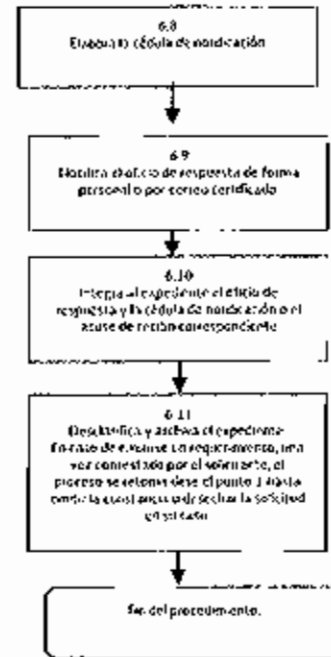 6.8
Elabora la cédula de notificación
6.9
Notifica el oficio de respuesta de forma
personal o por correo certificado
6.10
Integra al expediente el oficio de
respuesta y la cédula de notificación o el
acuse de recibo correspondiente
6.11
Desclasifica y archiva el expediente
En caso de un requerimiento, una
vez contestado por el solicitante, el
proceso se retoma desde el punto 1 hasta
emitir la constancia o desechar la solicitud
en su caso
Fin del procedimiento.